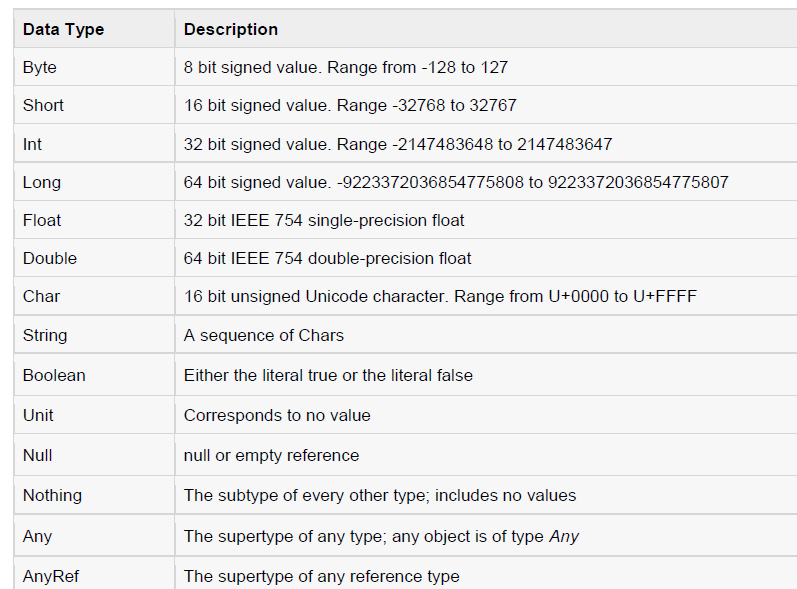 Data Type Description
Byte 8 bit signed value. Range from -128 to 127
Short 16 bit signed value. Range -32768 to 32767
Int 32 bit signed value. Range -2147483648 to 2147483647
Long 64 bit signed value. -9223372036854775808 to 9223372036854775807
Float 32 bit IEEE 754 single-precision float
Double 64 bit IEEE 754 double-precision float
Char 16 bit unsigned Unicode character. Range from U+0000 to U+FFFF
String A sequence of Chars
Boolean Either the literal true or the literal false
Unit Corresponds to no value
Null null or empty reference
Nothing The subtype of every other type; includes no values
Any The supertype of any type; any object is of type Any
AnyRef The supertype of any reference type